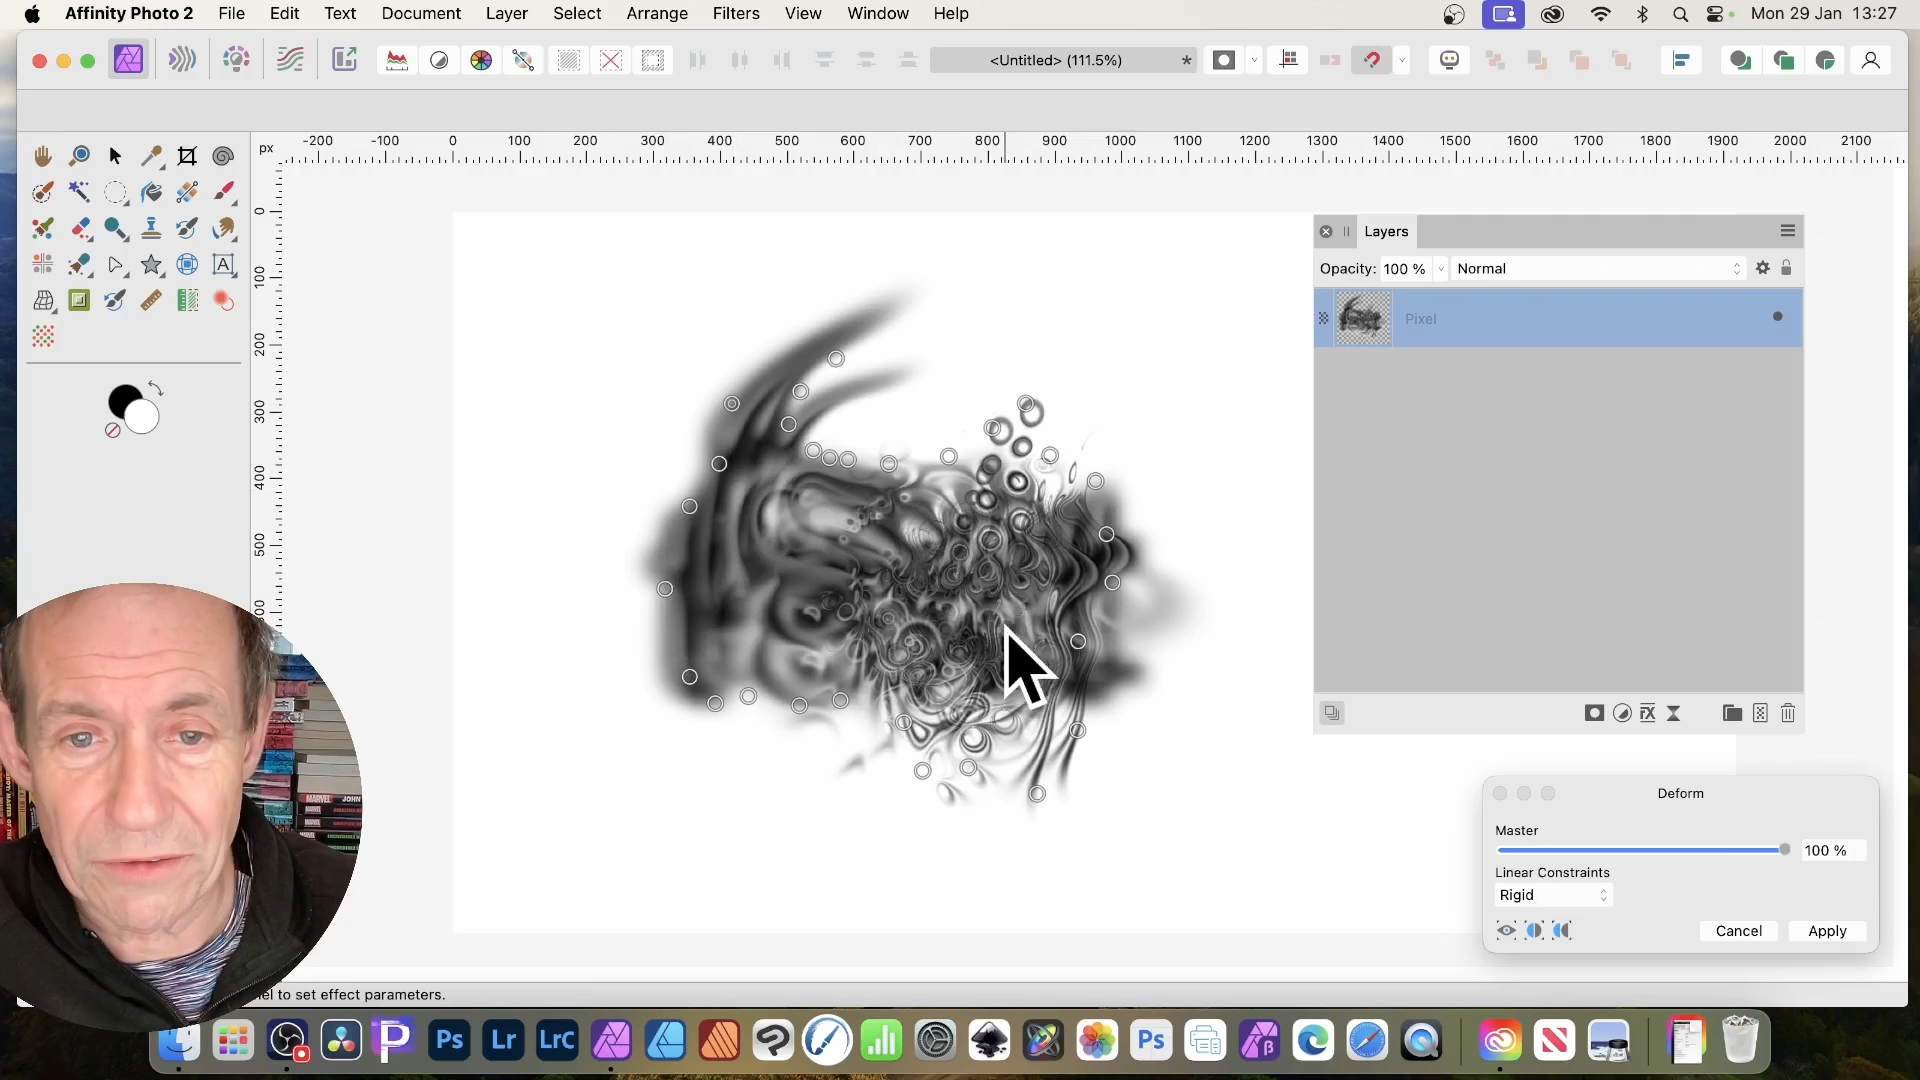 Affinity Photo 2 File Edit Text Document Layer Select Arrange Filters View Window Help Mon 29 Jan 13:27
<Untitled> (111.5%) *
px -200 -100 0 100 200 300 400 500 600 700 800 900 1000 1100 1200 1300 1400 1500 1600 1700 1800 1900 2000 2100
0
100
200
300
400
500
Layers
Opacity: 100 % Normal
Pixel
Deform
Master
100 %
Linear Constraints
Rigid
Cancel Apply
to set effect parameters.
A
fx
P Ps Lr LrC Ps β N
MARVEL JOHN